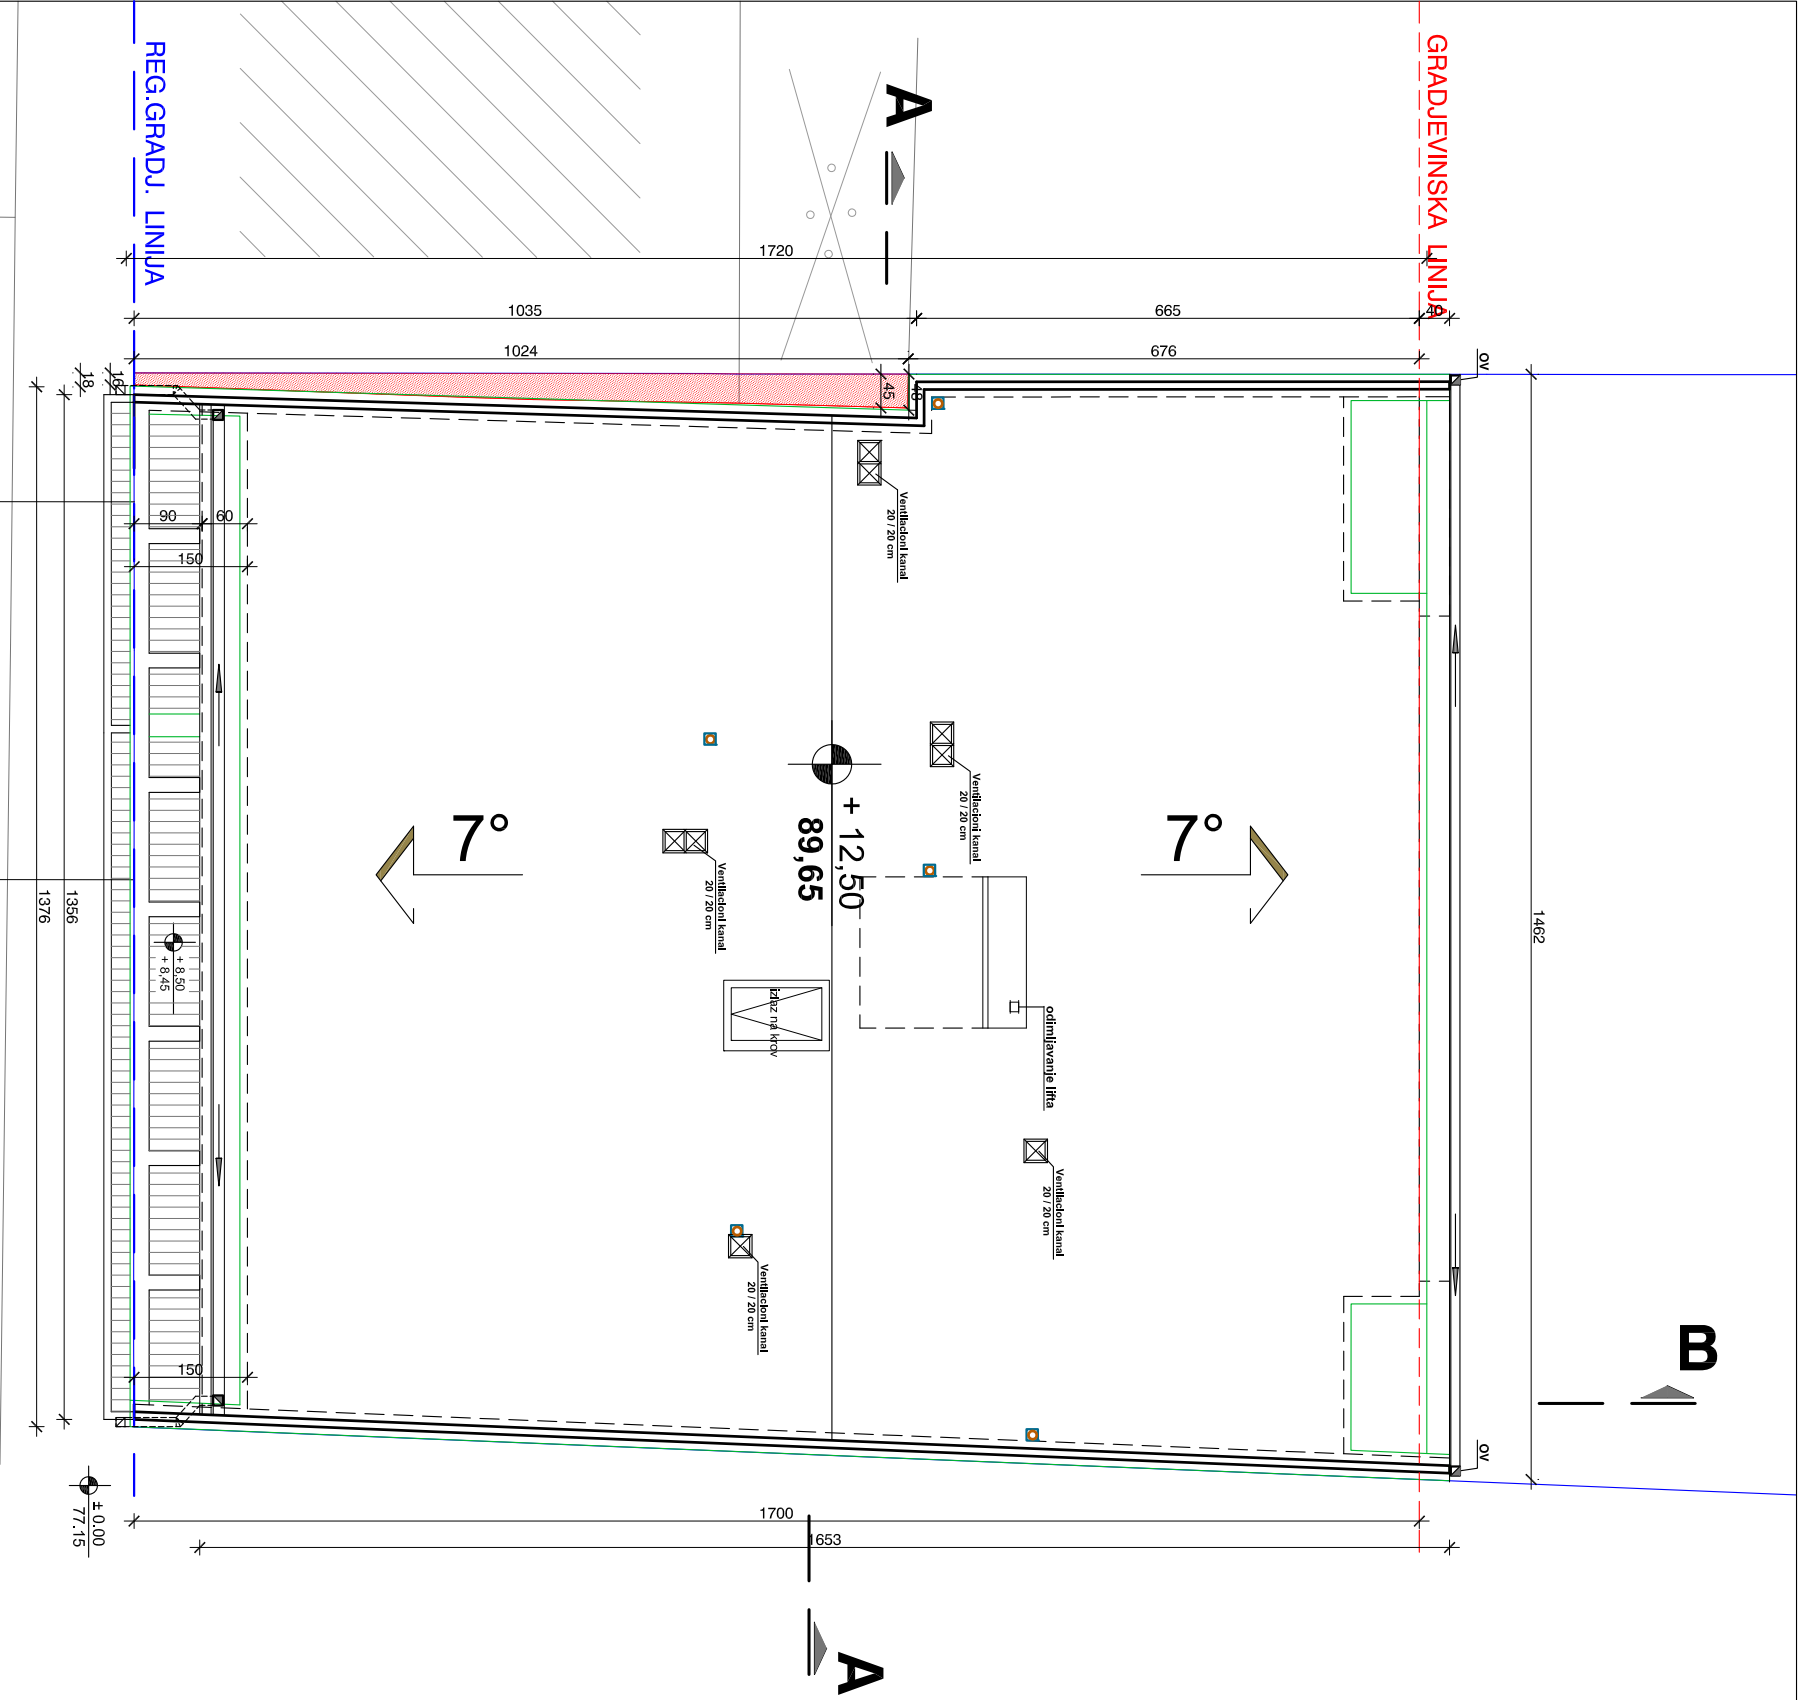 REG.GRADJ. LINIJA
GRADJEVINSKA LINIJA
A
1720
1035
665
40
1024
676
ov
18
16
45
48
90
60
150
Ventilacioni kanal
20 / 20 cm
Ventilacioni kanal
20 / 20 cm
7°
7°
+ 12,50
89,65
Ventilacioni kanal
20 / 20 cm
1376
1356
1462
+ 8,50
+ 8,45
izlaz na krov
odimljavanje lifta
Ventilacioni kanal
20 / 20 cm
Ventilacioni kanal
20 / 20 cm
B
150
ov
± 0.00
77.15
1700
1653
A